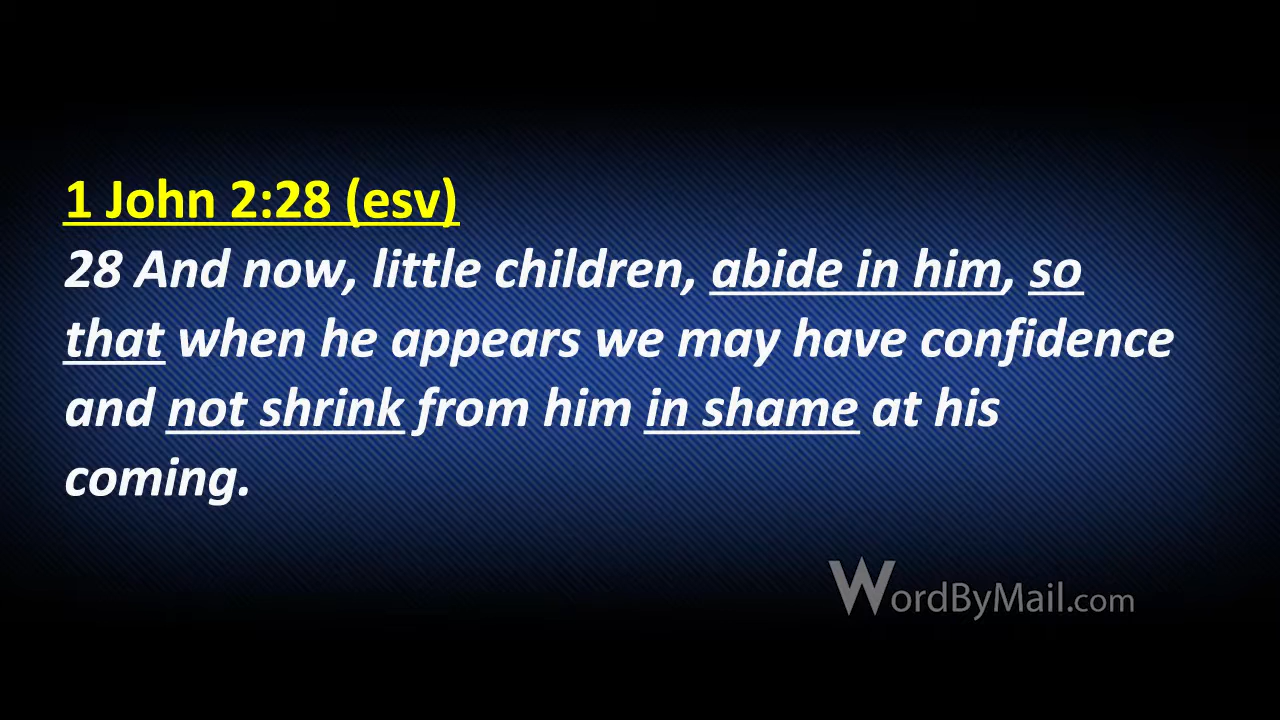 1 John 2:28 (esv)
28 And now, little children, abide in him, so
that when he appears we may have confidence
and not shrink from him in shame at his
coming.
WordByMail.com